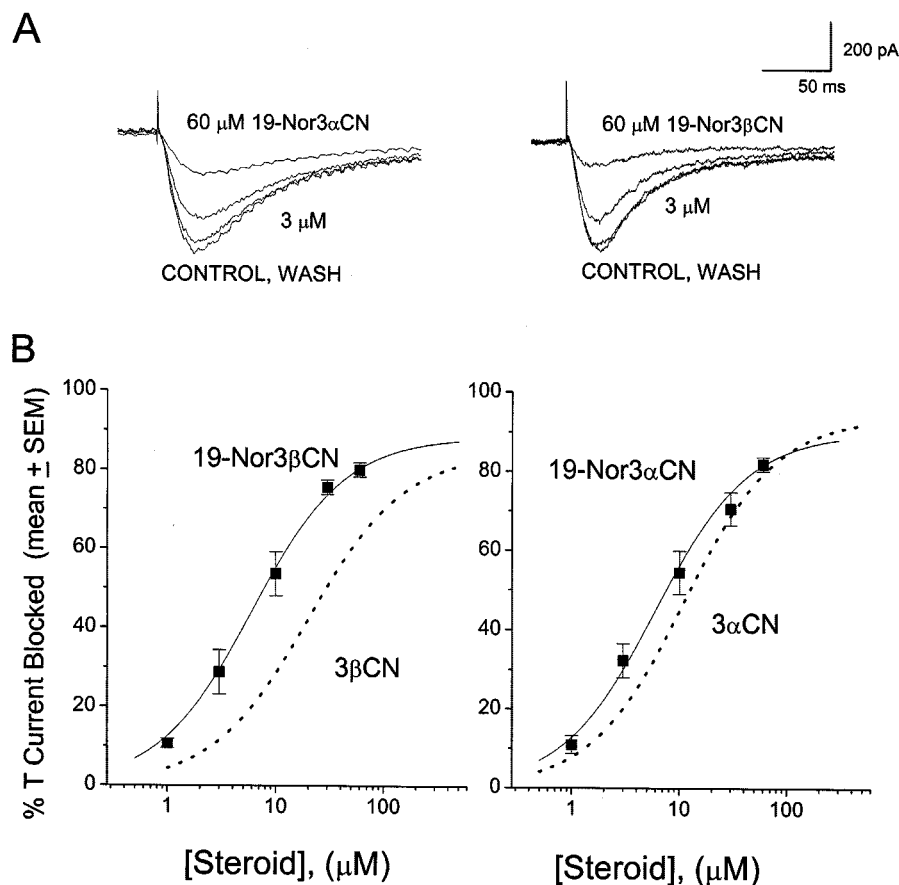 A
200 pA
50 ms
60 μM 19-Nor3αCN
3 μM
CONTROL, WASH
60 μM 19-Nor3βCN
3 μM
CONTROL, WASH
B
% T Current Blocked (mean ± SEM)
100
80
60
40
20
0
19-Nor3βCN
3βCN
1
10
100
[Steroid], (μM)
100
80
60
40
20
0
19-Nor3αCN
3αCN
1
10
100
[Steroid], (μM)